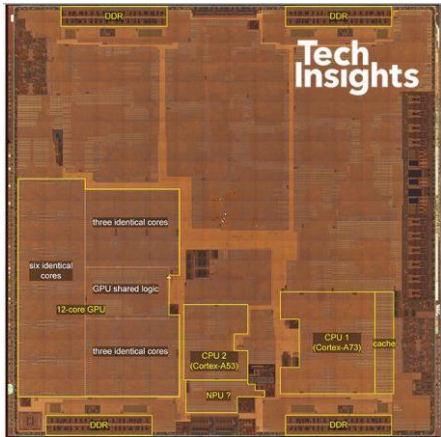 DDR
DDR
Tech
Insights
three identical cores
six identical
cores
GPU shared logic
12-core GPU
three identical cores
CPU 2
(Cortex-A53)
CPU 1
(Cortex-A73)
cache
NPU ?
DDR
DDR